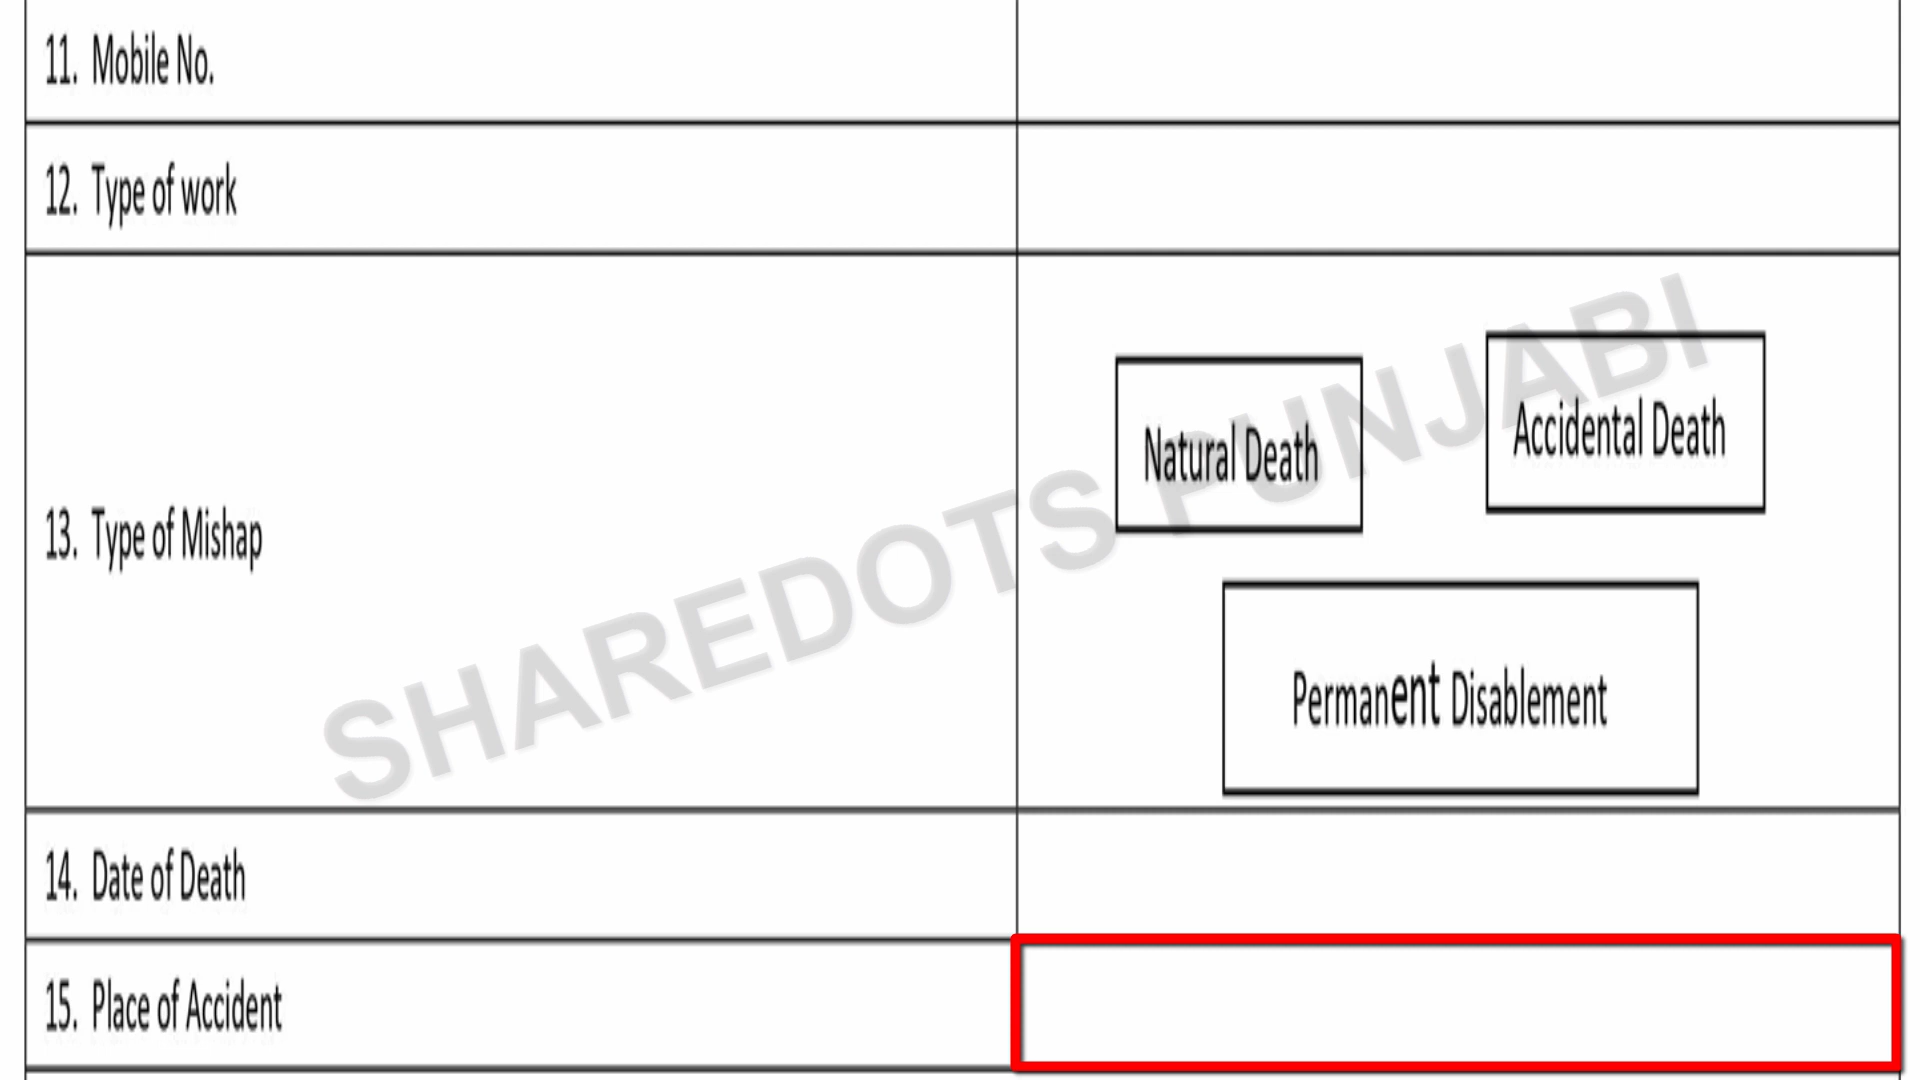 11. Mobile No.
12. Type of work
13. Type of Mishap
Natural Death
Accidental Death
Permanent Disablement
14. Date of Death
15. Place of Accident
SHAREDOTS PUNJABI